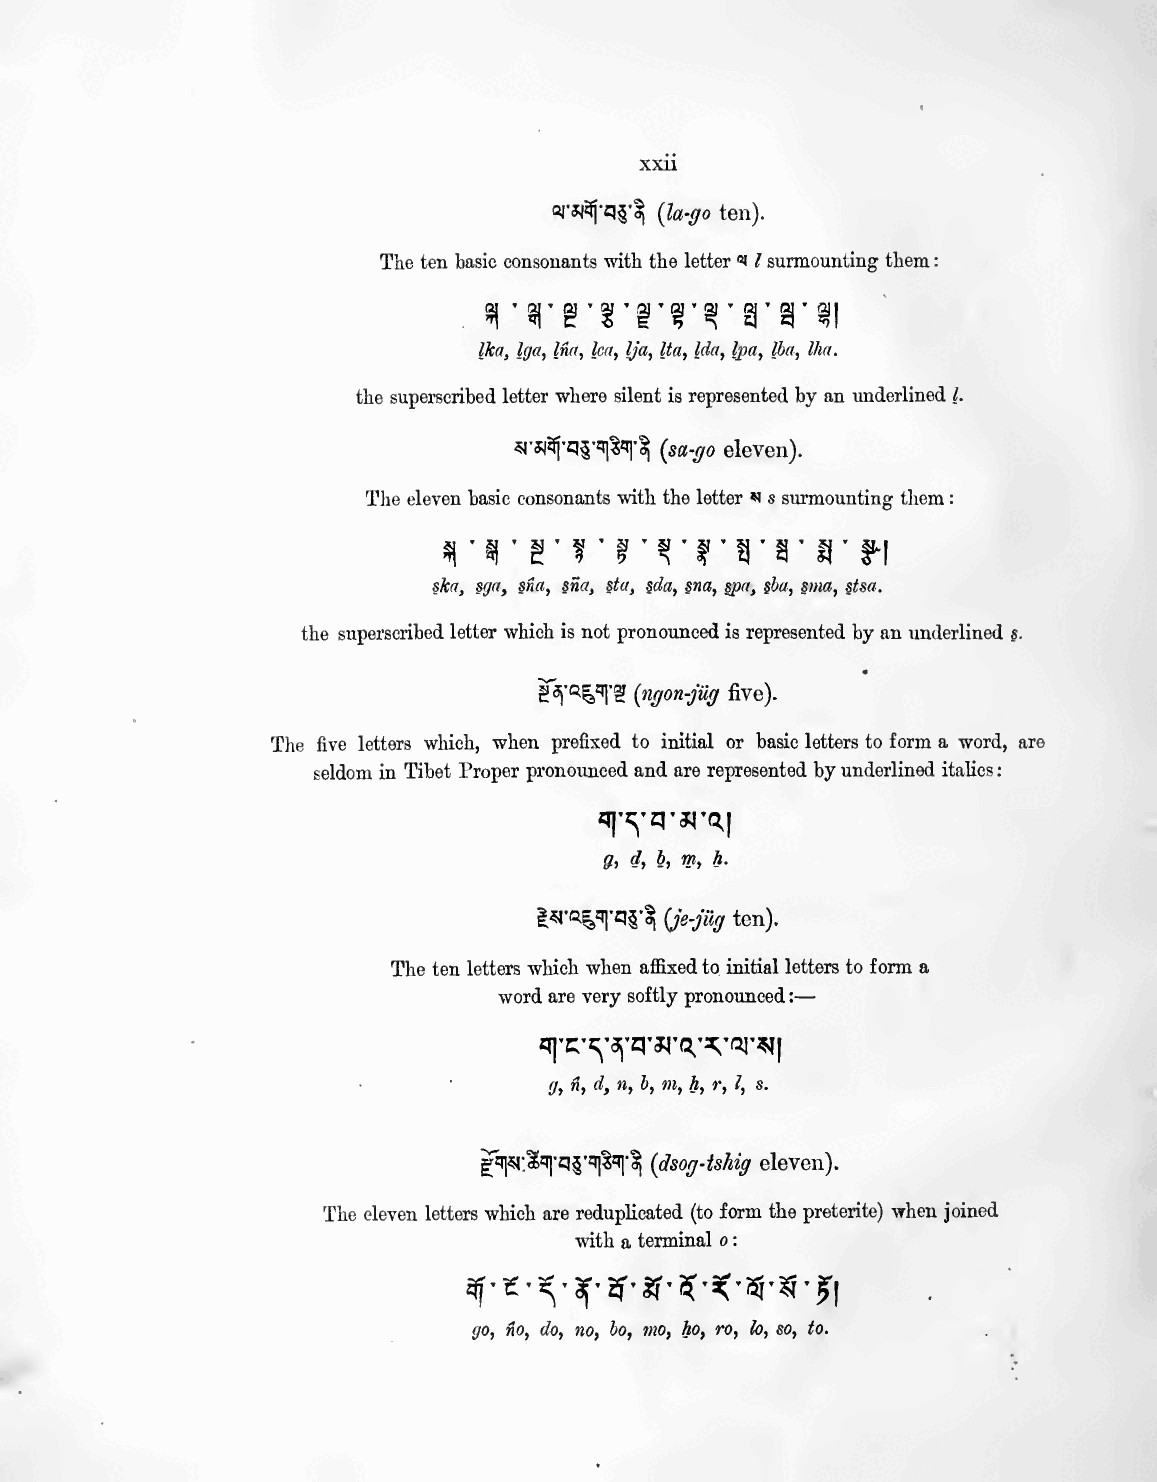 xxii
ལ་མགོ་བཅུ་ནི (la-go ten).
The ten basic consonants with the letter ལ l surmounting them:
ལྐ ་ ལྒ ་ ལྔ ་ ལྕ ་ ལྗ ་ ལྟ ་ ལྡ ་ ལྤ ་ ལྦ ་ ལྷ།
l̲ka, l̲ga, l̲ṅa, l̲ca, l̲ja, l̲ta, l̲da, l̲pa, l̲ba, lha.
the superscribed letter where silent is represented by an underlined l̲.
ས་མགོ་བཅུ་གཅིག་ནི (sa-go eleven).
The eleven basic consonants with the letter ས s surmounting them:
སྐ ་ སྒ ་ སྔ ་ སྙ ་ སྟ ་ སྡ ་ སྣ ་ སྤ ་ སྦ ་ སྨ ་ སྩ།
s̲ka, s̲ga, s̲ṅa, s̲ña, s̲ta, s̲da, s̲na, s̲pa, s̲ba, s̲ma, s̲tsa.
the superscribed letter which is not pronounced is represented by an underlined s̲.
སྔོན་འཇུག་ལྔ (ngon-jüg five).
The five letters which, when prefixed to initial or basic letters to form a word, are
seldom in Tibet Proper pronounced and are represented by underlined italics:
ག་ད་བ་མ་འ།
g̲, d̲, b̲, m̲, h̲.
རྗེས་འཇུག་བཅུ་ནི (je-jüg ten).
The ten letters which when affixed to initial letters to form a
word are very softly pronounced:—
ག་ང་ད་ན་བ་མ་འ་ར་ལ་ས།
g, ṅ, d, n, b, m, h̲, r, l, s.
རྫོགས་ཚིག་བཅུ་གཅིག་ནི (dsog-tshig eleven).
The eleven letters which are reduplicated (to form the preterite) when joined
with a terminal o:
གོ་ངོ་དོ་ནོ་བོ་མོ་འོ་རོ་ལོ་སོ་ཏོ།
go, ṅo, do, no, bo, mo, h̲o, ro, lo, so, to.